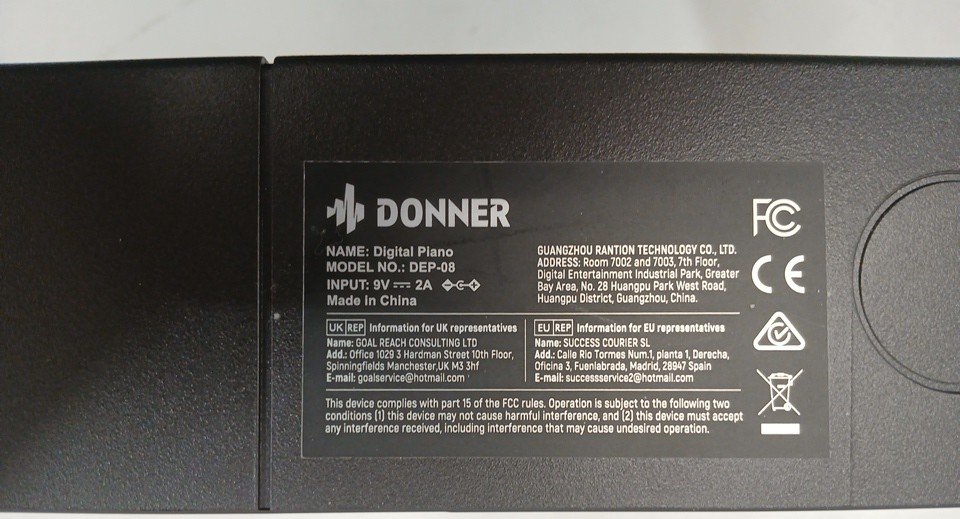 DONNER
NAME: Digital Piano
MODEL NO.: DEP-08
INPUT: 9V 2A
Made in China
GUANGZHOU RANTION TECHNOLOGY CO., LTD.
ADDRESS: Room 7002 and 7003, 7th Floor,
Digital Entertainment Industrial Park, Greater
Bay Area, No. 28 Huangpu Park West Road,
Huangpu District, Guangzhou, China.
UK REP Information for UK representatives
Name: GOAL REACH CONSULTING LTD
Add.: Office 1029 3 Hardman Street 10th Floor,
Spinningfields Manchester,UK M3 3hf
E-mail: goalservice@hotmail.com
EU REP Information for EU representatives
Name: SUCCESS COURIER SL
Add.: Calle Rio Tormes Num.1, planta 1, Derecha,
Oficina 3, Fuenlabrada, Madrid, 28947 Spain
E-mail: successservice2@hotmail.com
This device complies with part 15 of the FCC rules. Operation is subject to the following two
conditions (1) this device may not cause harmful interference, and (2) this device must accept
any interference received, including interference that may cause undesired operation.
FC
CE